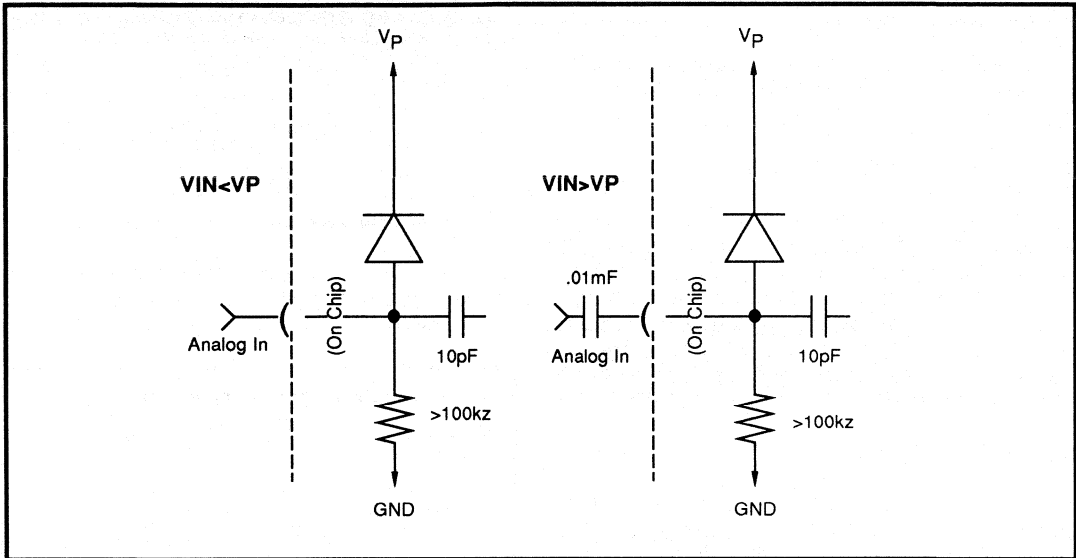 VP
VIN<VP
(On Chip)
Analog In
10pF
>100kz
GND
VP
VIN>VP
.01mF
(On Chip)
Analog In
10pF
>100kz
GND